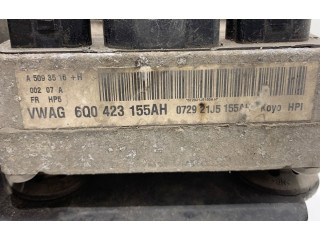 A 509 35 16 + H
002 07 A
FR HPS
VWAG 6Q0 423 155AH 0729 21J5 155A Koyo HPI